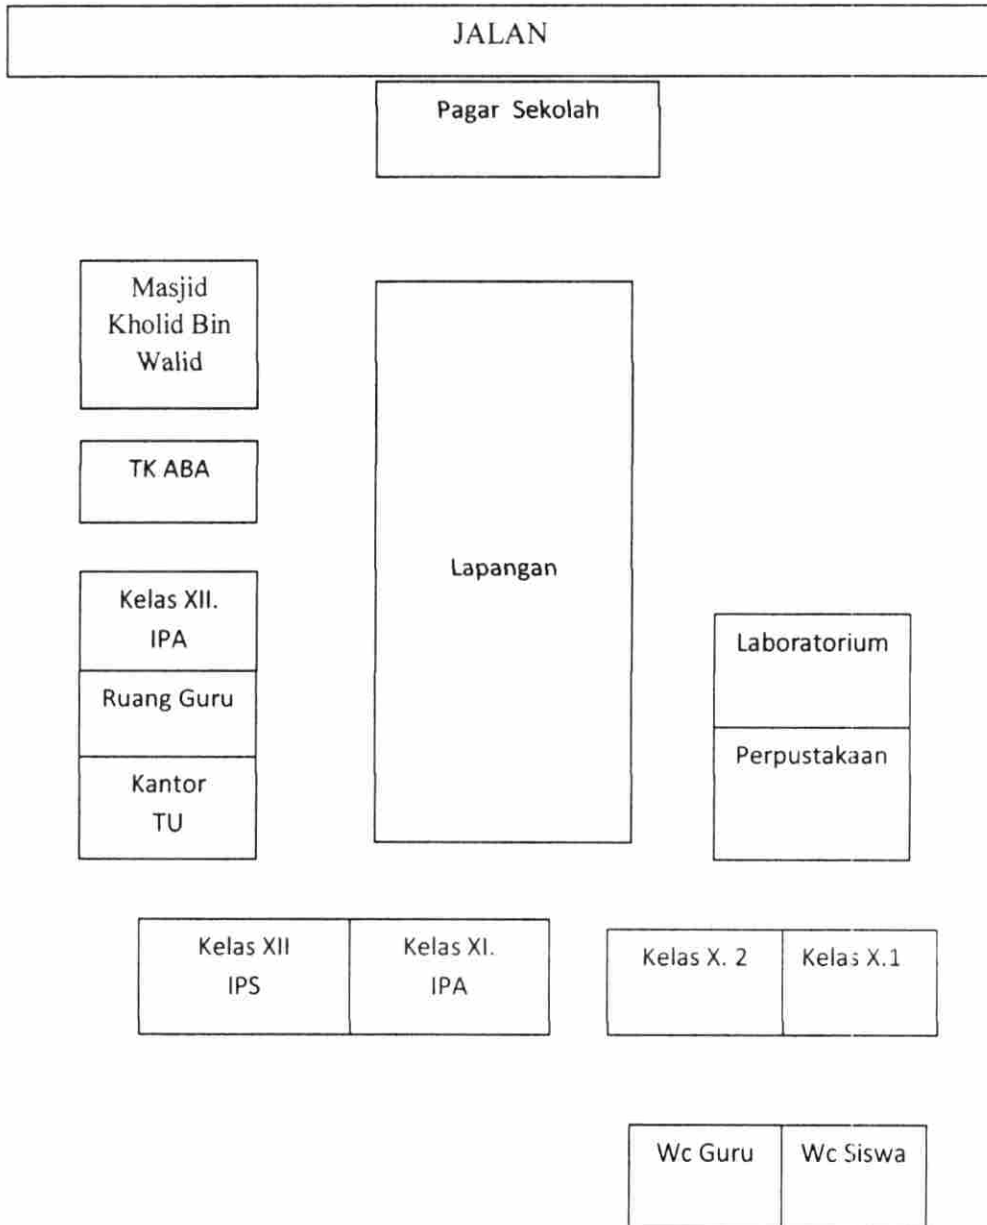 JALAN
Pagar Sekolah
Masjid
Kholid Bin
Walid
TK ABA
Lapangan
Kelas XII.
IPA
Ruang Guru
Kantor
TU
Laboratorium
Perpustakaan
Kelas XII
IPS
Kelas XI.
IPA
Kelas X. 2
Kelas X.1
Wc Guru
Wc Siswa